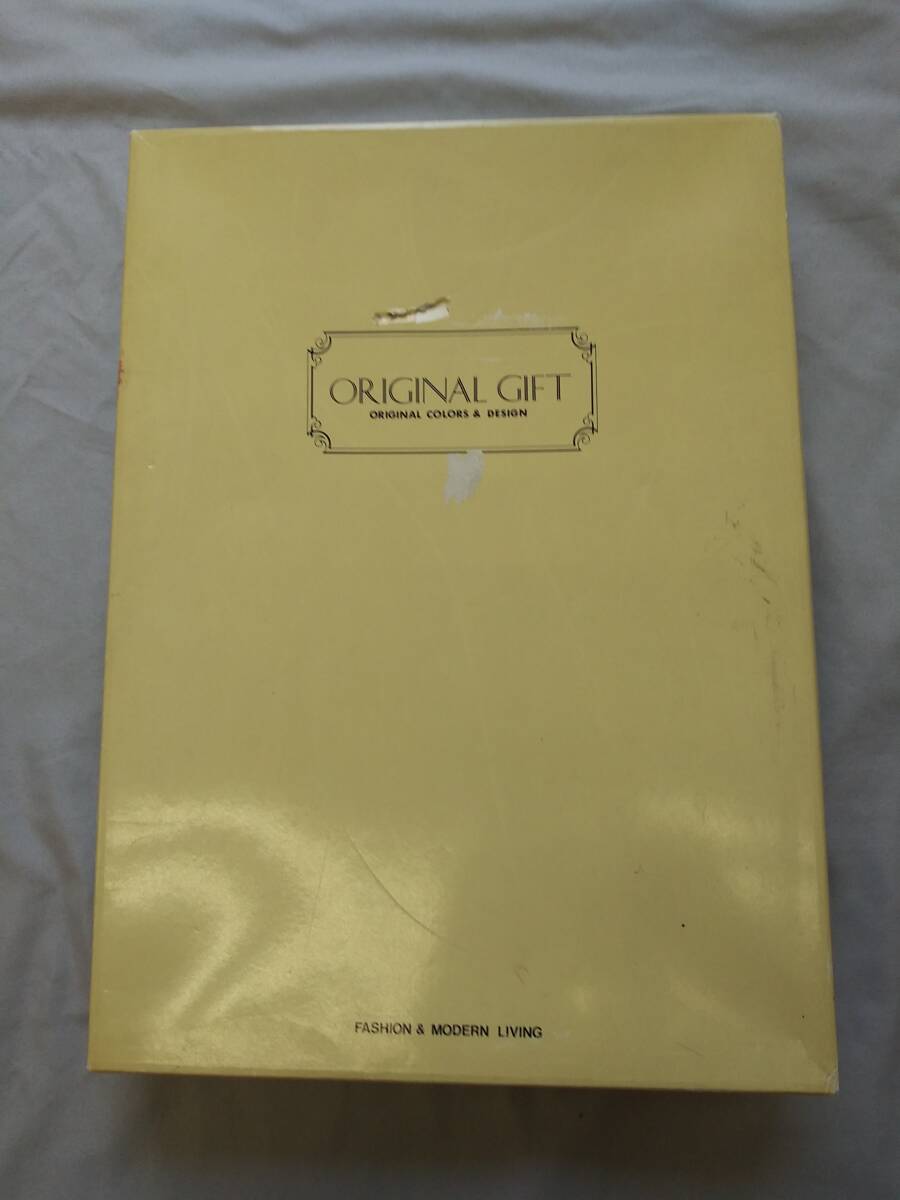 ORIGINAL GIFT
ORIGINAL COLORS & DESIGN
FASHION & MODERN LIVING